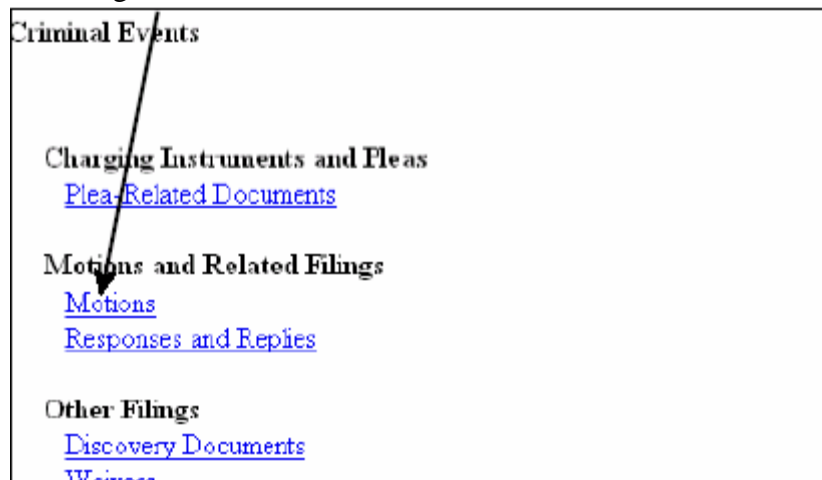 Criminal Events
Charging Instruments and Pleas
Plea-Related Documents
Motions and Related Filings
Motions
Responses and Replies
Other Filings
Discovery Documents